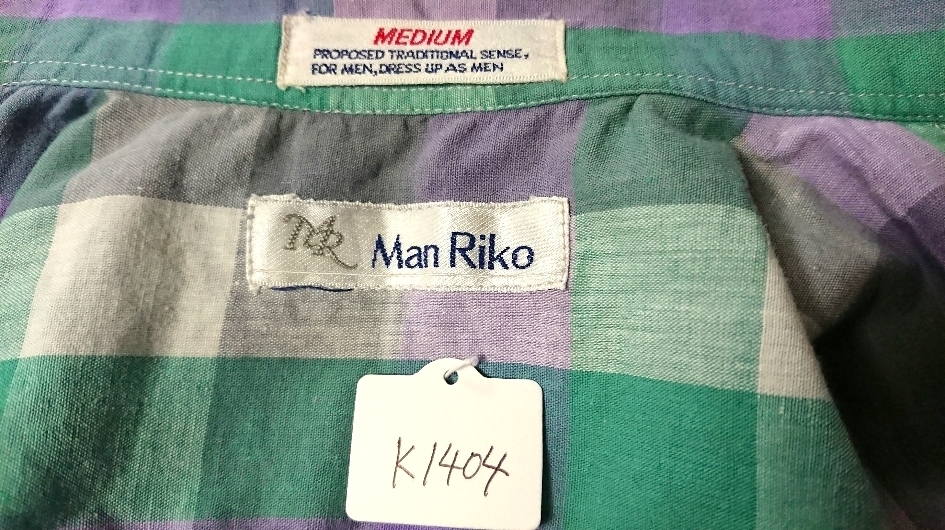 MEDIUM
PROPOSED TRADITIONAL SENSE,
FOR MEN, DRESS UP AS MEN
MR Man Riko
K1404